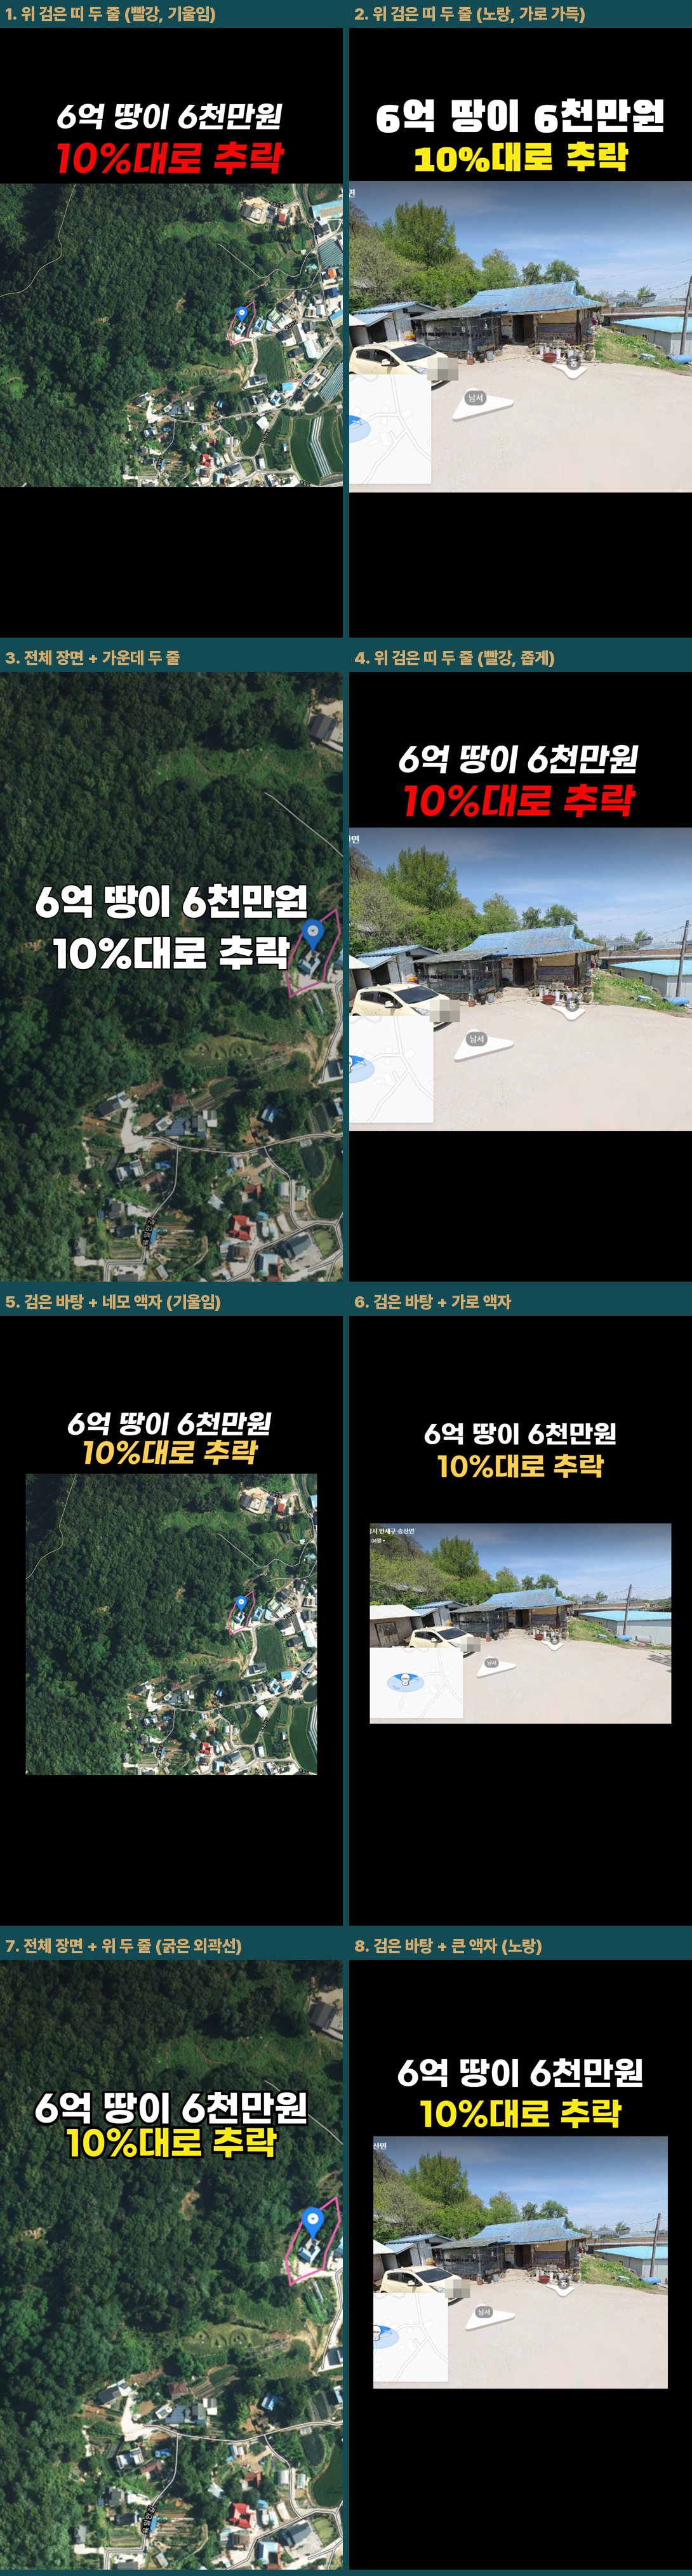 1. 위 검은 띠 두 줄 (빨강, 기울임)
6억 땅이 6천만원
10%대로 추락
2. 위 검은 띠 두 줄 (노랑, 가로 가득)
6억 땅이 6천만원
10%대로 추락
면
남서
3. 전체 장면 + 가운데 두 줄
6억 땅이 6천만원
10%대로 추락
4. 위 검은 띠 두 줄 (빨강, 좁게)
6억 땅이 6천만원
10%대로 추락
면
남서
5. 검은 바탕 + 네모 액자 (기울임)
6억 땅이 6천만원
10%대로 추락
6. 검은 바탕 + 가로 액자
6억 땅이 6천만원
10%대로 추락
송산면
남서
7. 전체 장면 + 위 두 줄 (굵은 외곽선)
6억 땅이 6천만원
10%대로 추락
8. 검은 바탕 + 큰 액자 (노랑)
6억 땅이 6천만원
10%대로 추락
산면
남서